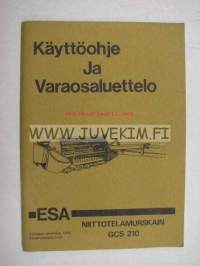 Käyttöohje
Ja
Varaosaluettelo
WWW.JUVEKIM.FI
ESA
NIITTOTELAMURSKAIN
GCS 210